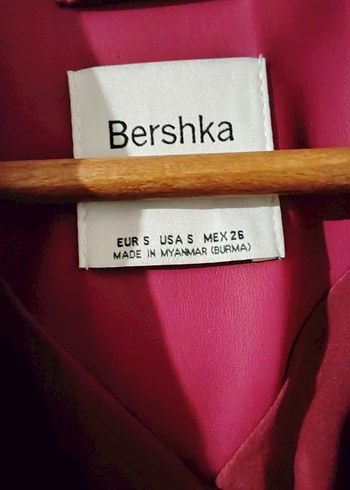 Bershka
EUR S USA S MEX 26
MADE IN MYANMAR (BURMA)